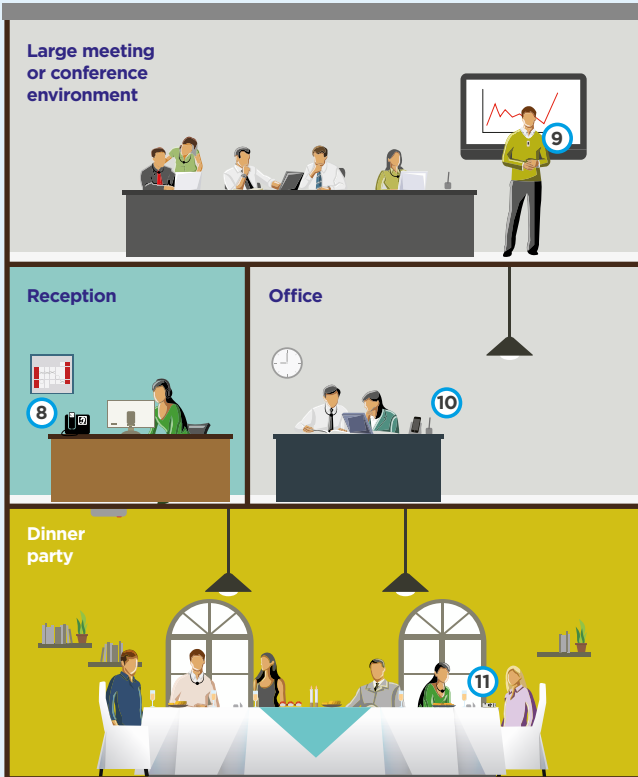 Large meeting
or conference
environment
9
Reception
Office
8
10
Dinner
party
11